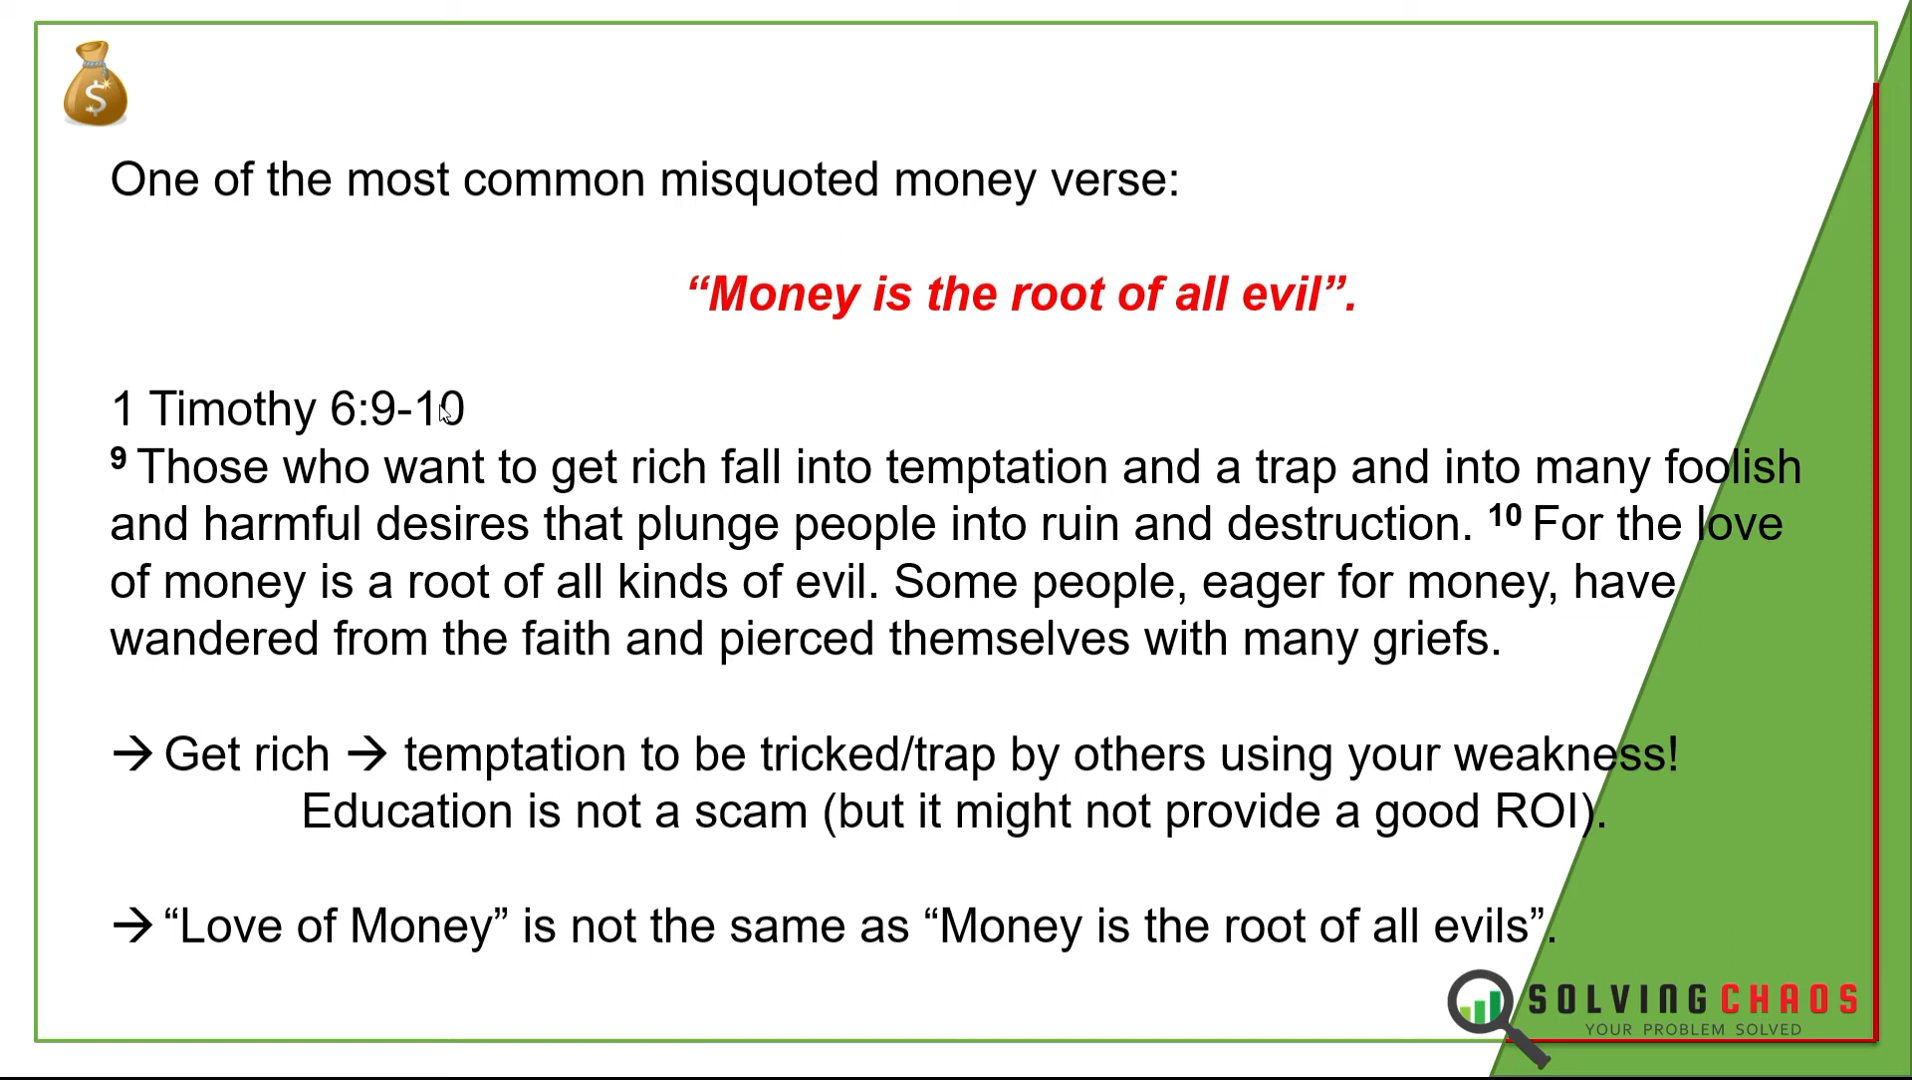 $
One of the most common misquoted money verse:
“Money is the root of all evil”.
1 Timothy 6:9-10
9 Those who want to get rich fall into temptation and a trap and into many foolish
and harmful desires that plunge people into ruin and destruction. 10 For the love
of money is a root of all kinds of evil. Some people, eager for money, have
wandered from the faith and pierced themselves with many griefs.
→ Get rich → temptation to be tricked/trap by others using your weakness!
Education is not a scam (but it might not provide a good ROI).
→ “Love of Money” is not the same as “Money is the root of all evils”.
SOLVING CHAOS
YOUR PROBLEM SOLVED